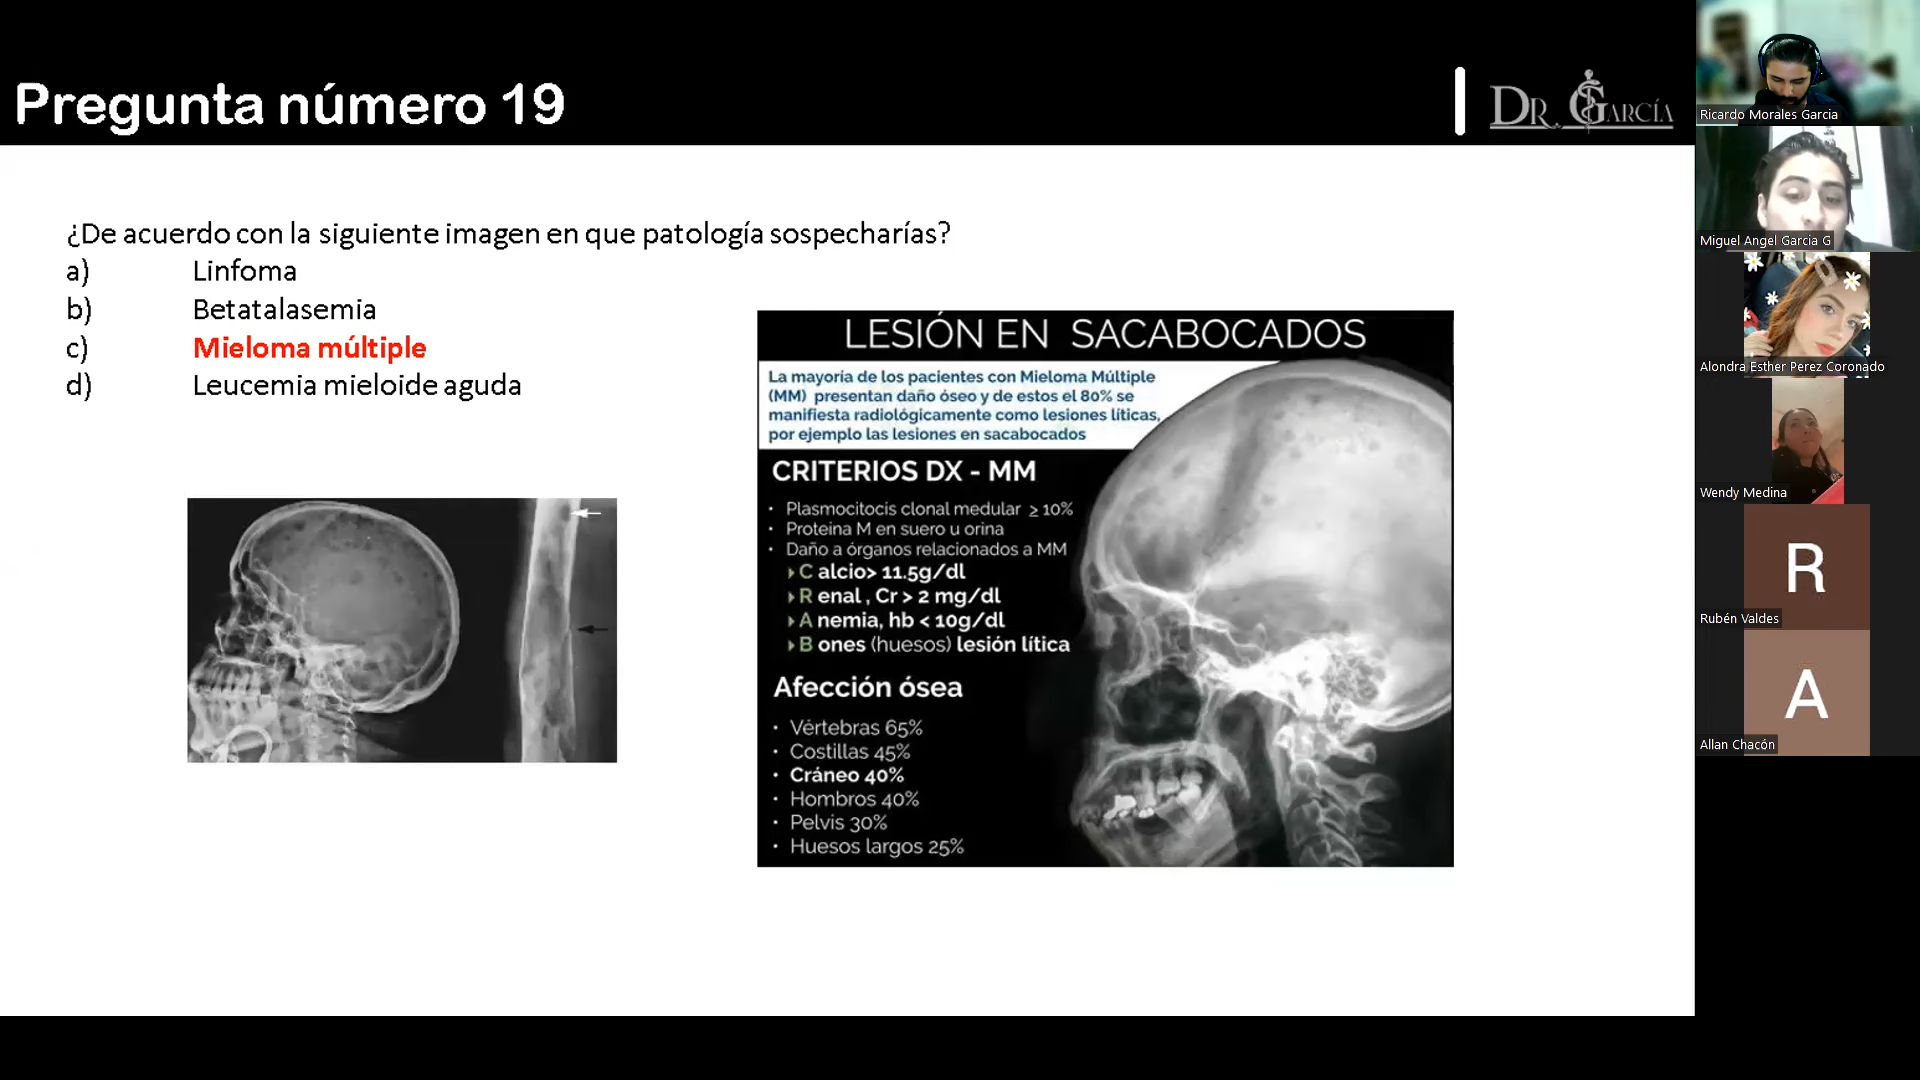 Pregunta número 19
DR. GARCÍA
¿De acuerdo con la siguiente imagen en que patología sospecharías?
a) Linfoma
b) Betatalasemia
c) Mieloma múltiple
d) Leucemia mieloide aguda
LESIÓN EN SACABOCADOS
La mayoría de los pacientes con Mieloma Múltiple
(MM) presentan daño óseo y de estos el 80% se
manifiesta radiológicamente como lesiones líticas,
por ejemplo las lesiones en sacabocados
CRITERIOS DX - MM
• Plasmocitocis clonal medular ≥ 10%
• Proteina M en suero u orina
• Daño a órganos relacionados a MM
C alcio> 11.5g/dl
R enal , Cr > 2 mg/dl
A nemia, hb < 10g/dl
B ones (huesos) lesión lítica
Afección ósea
• Vértebras 65%
• Costillas 45%
• Cráneo 40%
• Hombros 40%
• Pelvis 30%
• Huesos largos 25%
Ricardo Morales Garcia
Miguel Angel Garcia G
Alondra Esther Perez Coronado
Wendy Medina
R
Rubén Valdes
A
Allan Chacón